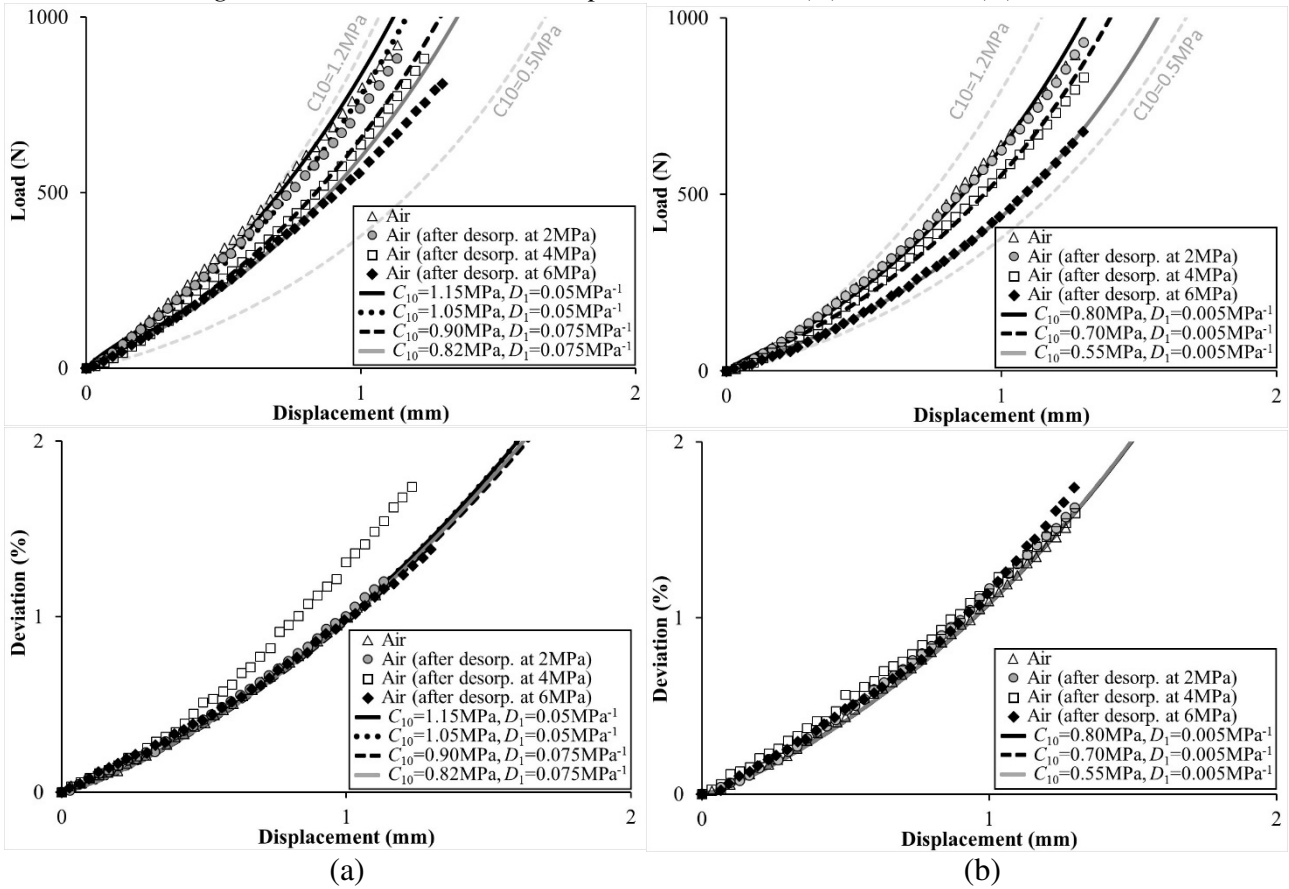 1000
500
0
Load (N)
C10=1.2MPa
C10=0.5MPa
△ Air
Air (after desorp. at 2MPa)
□ Air (after desorp. at 4MPa)
◆ Air (after desorp. at 6MPa)
C10=1.15MPa, D1=0.05MPa-1
C10=1.05MPa, D1=0.05MPa-1
C10=0.90MPa, D1=0.075MPa-1
C10=0.82MPa, D1=0.075MPa-1
0 1 2
Displacement (mm)
1000
500
0
Load (N)
C10=1.2MPa
C10=0.5MPa
△ Air
Air (after desorp. at 2MPa)
□ Air (after desorp. at 4MPa)
◆ Air (after desorp. at 6MPa)
C10=0.80MPa, D1=0.005MPa-1
C10=0.70MPa, D1=0.005MPa-1
C10=0.55MPa, D1=0.005MPa-1
0 1 2
Displacement (mm)
2
1
0
Deviation (%)
△ Air
Air (after desorp. at 2MPa)
□ Air (after desorp. at 4MPa)
◆ Air (after desorp. at 6MPa)
C10=1.15MPa, D1=0.05MPa-1
C10=1.05MPa, D1=0.05MPa-1
C10=0.90MPa, D1=0.075MPa-1
C10=0.82MPa, D1=0.075MPa-1
0 1 2
Displacement (mm)
(a)
2
1
0
Deviation (%)
△ Air
Air (after desorp. at 2MPa)
□ Air (after desorp. at 4MPa)
◆ Air (after desorp. at 6MPa)
C10=0.80MPa, D1=0.005MPa-1
C10=0.70MPa, D1=0.005MPa-1
C10=0.55MPa, D1=0.005MPa-1
0 1 2
Displacement (mm)
(b)